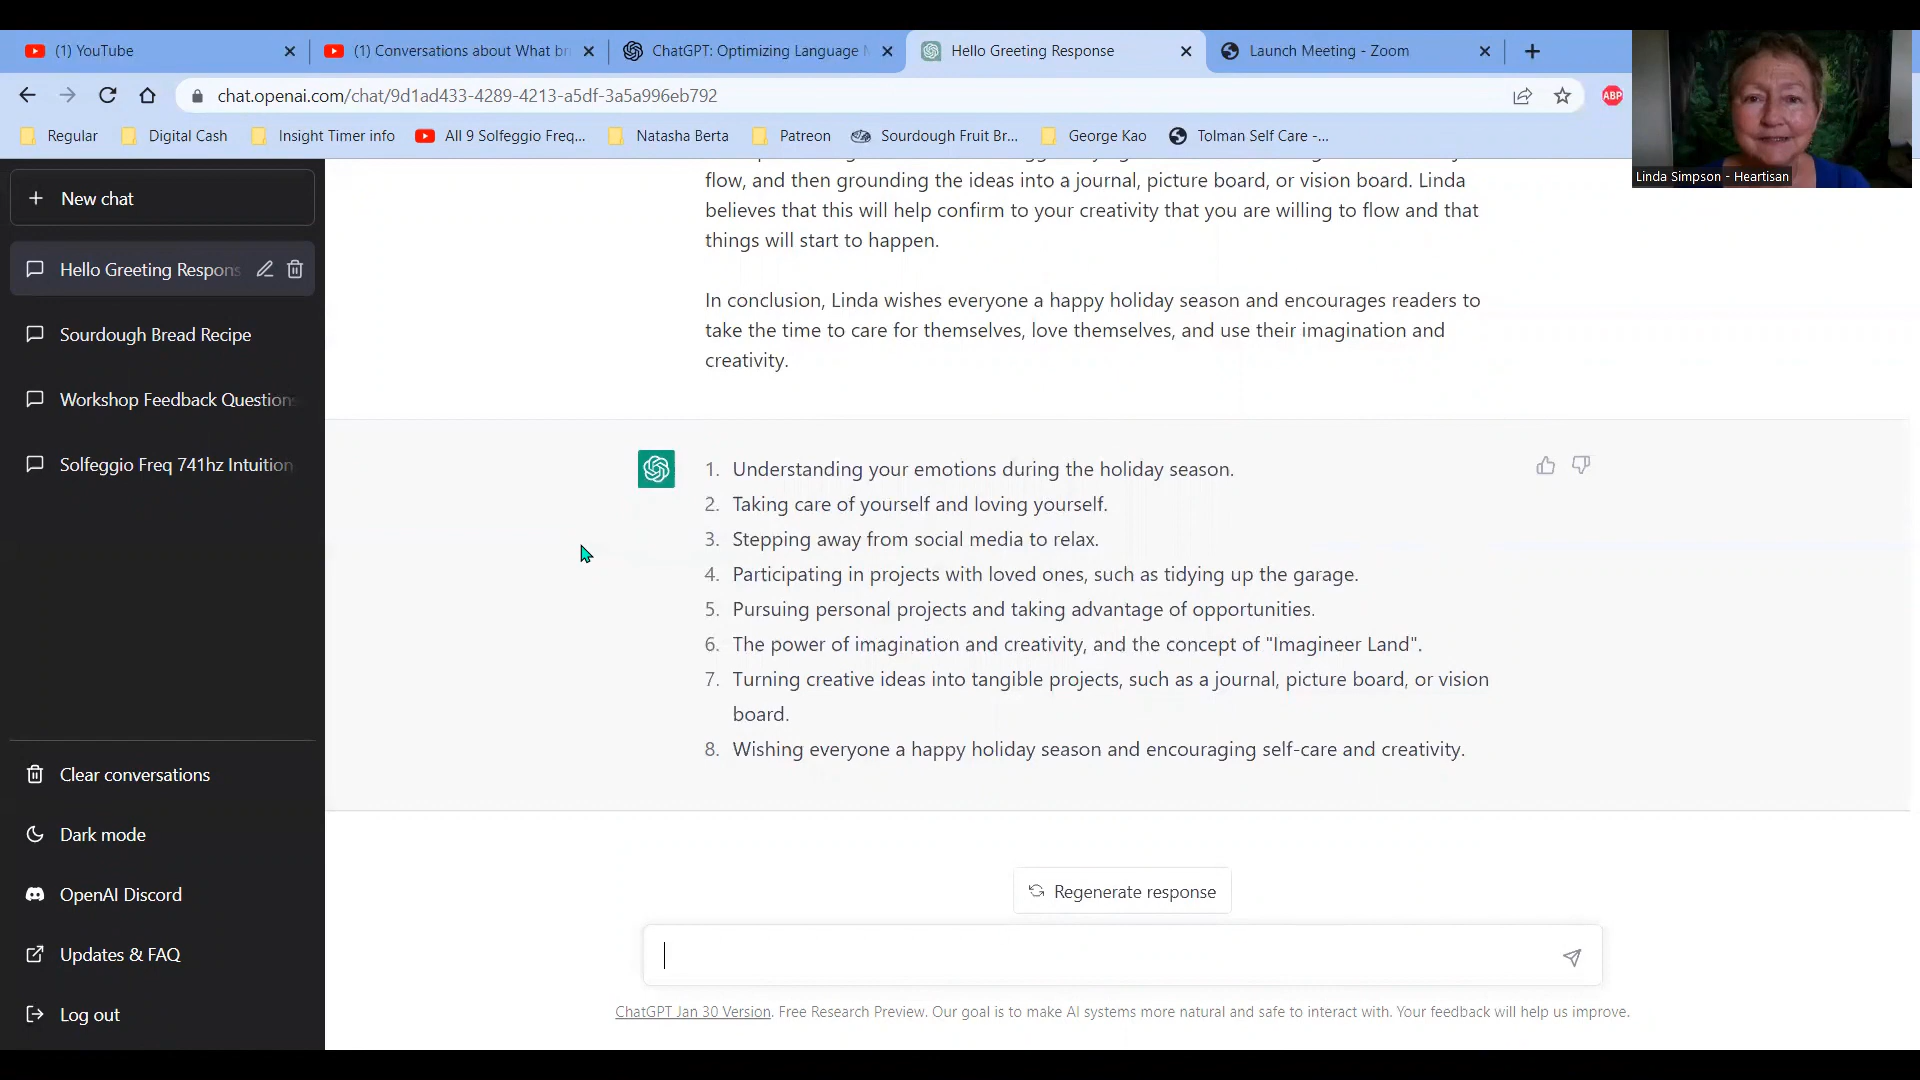 (1) YouTube
(1) Conversations about What br
ChatGPT: Optimizing Language M
Hello Greeting Response
Launch Meeting - Zoom
chat.openai.com/chat/9d1ad433-4289-4213-a5df-3a5a996eb792
ABP
Regular
Digital Cash
Insight Timer info
All 9 Solfeggio Freq...
Natasha Berta
Patreon
Sourdough Fruit Br...
George Kao
Tolman Self Care -...
Linda Simpson - Heartisan
New chat
Hello Greeting Respons
Sourdough Bread Recipe
Workshop Feedback Questions
Solfeggio Freq 741hz Intuition
Clear conversations
Dark mode
OpenAI Discord
Updates & FAQ
Log out
flow, and then grounding the ideas into a journal, picture board, or vision board. Linda
believes that this will help confirm to your creativity that you are willing to flow and that
things will start to happen.
In conclusion, Linda wishes everyone a happy holiday season and encourages readers to
take the time to care for themselves, love themselves, and use their imagination and
creativity.
1. Understanding your emotions during the holiday season.
2. Taking care of yourself and loving yourself.
3. Stepping away from social media to relax.
4. Participating in projects with loved ones, such as tidying up the garage.
5. Pursuing personal projects and taking advantage of opportunities.
6. The power of imagination and creativity, and the concept of "Imagineer Land".
7. Turning creative ideas into tangible projects, such as a journal, picture board, or vision
board.
8. Wishing everyone a happy holiday season and encouraging self-care and creativity.
Regenerate response
ChatGPT Jan 30 Version. Free Research Preview. Our goal is to make AI systems more natural and safe to interact with. Your feedback will help us improve.